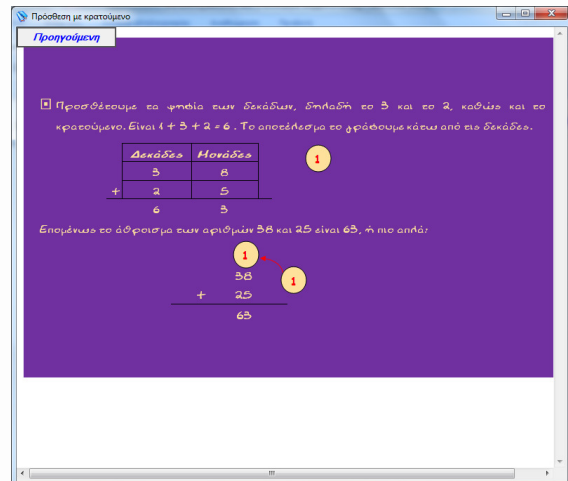 Πρόσθεση με κρατούμενο
Προηγούμενη
Προσθέτουμε τα ψηφία των δεκάδων, δηλαδή το 3 και το 2, καθώς και το
κρατούμενο. Είναι 1 + 3 + 2 = 6 . Το αποτέλεσμα το γράφουμε κάτω από τις δεκάδες.
Δεκάδες Μονάδες
3 8 1
+ 2 5
6 3
Επομένως το άθροισμα των αριθμών 38 και 25 είναι 63, ή πιο απλά:
1
38 1
+ 25
63